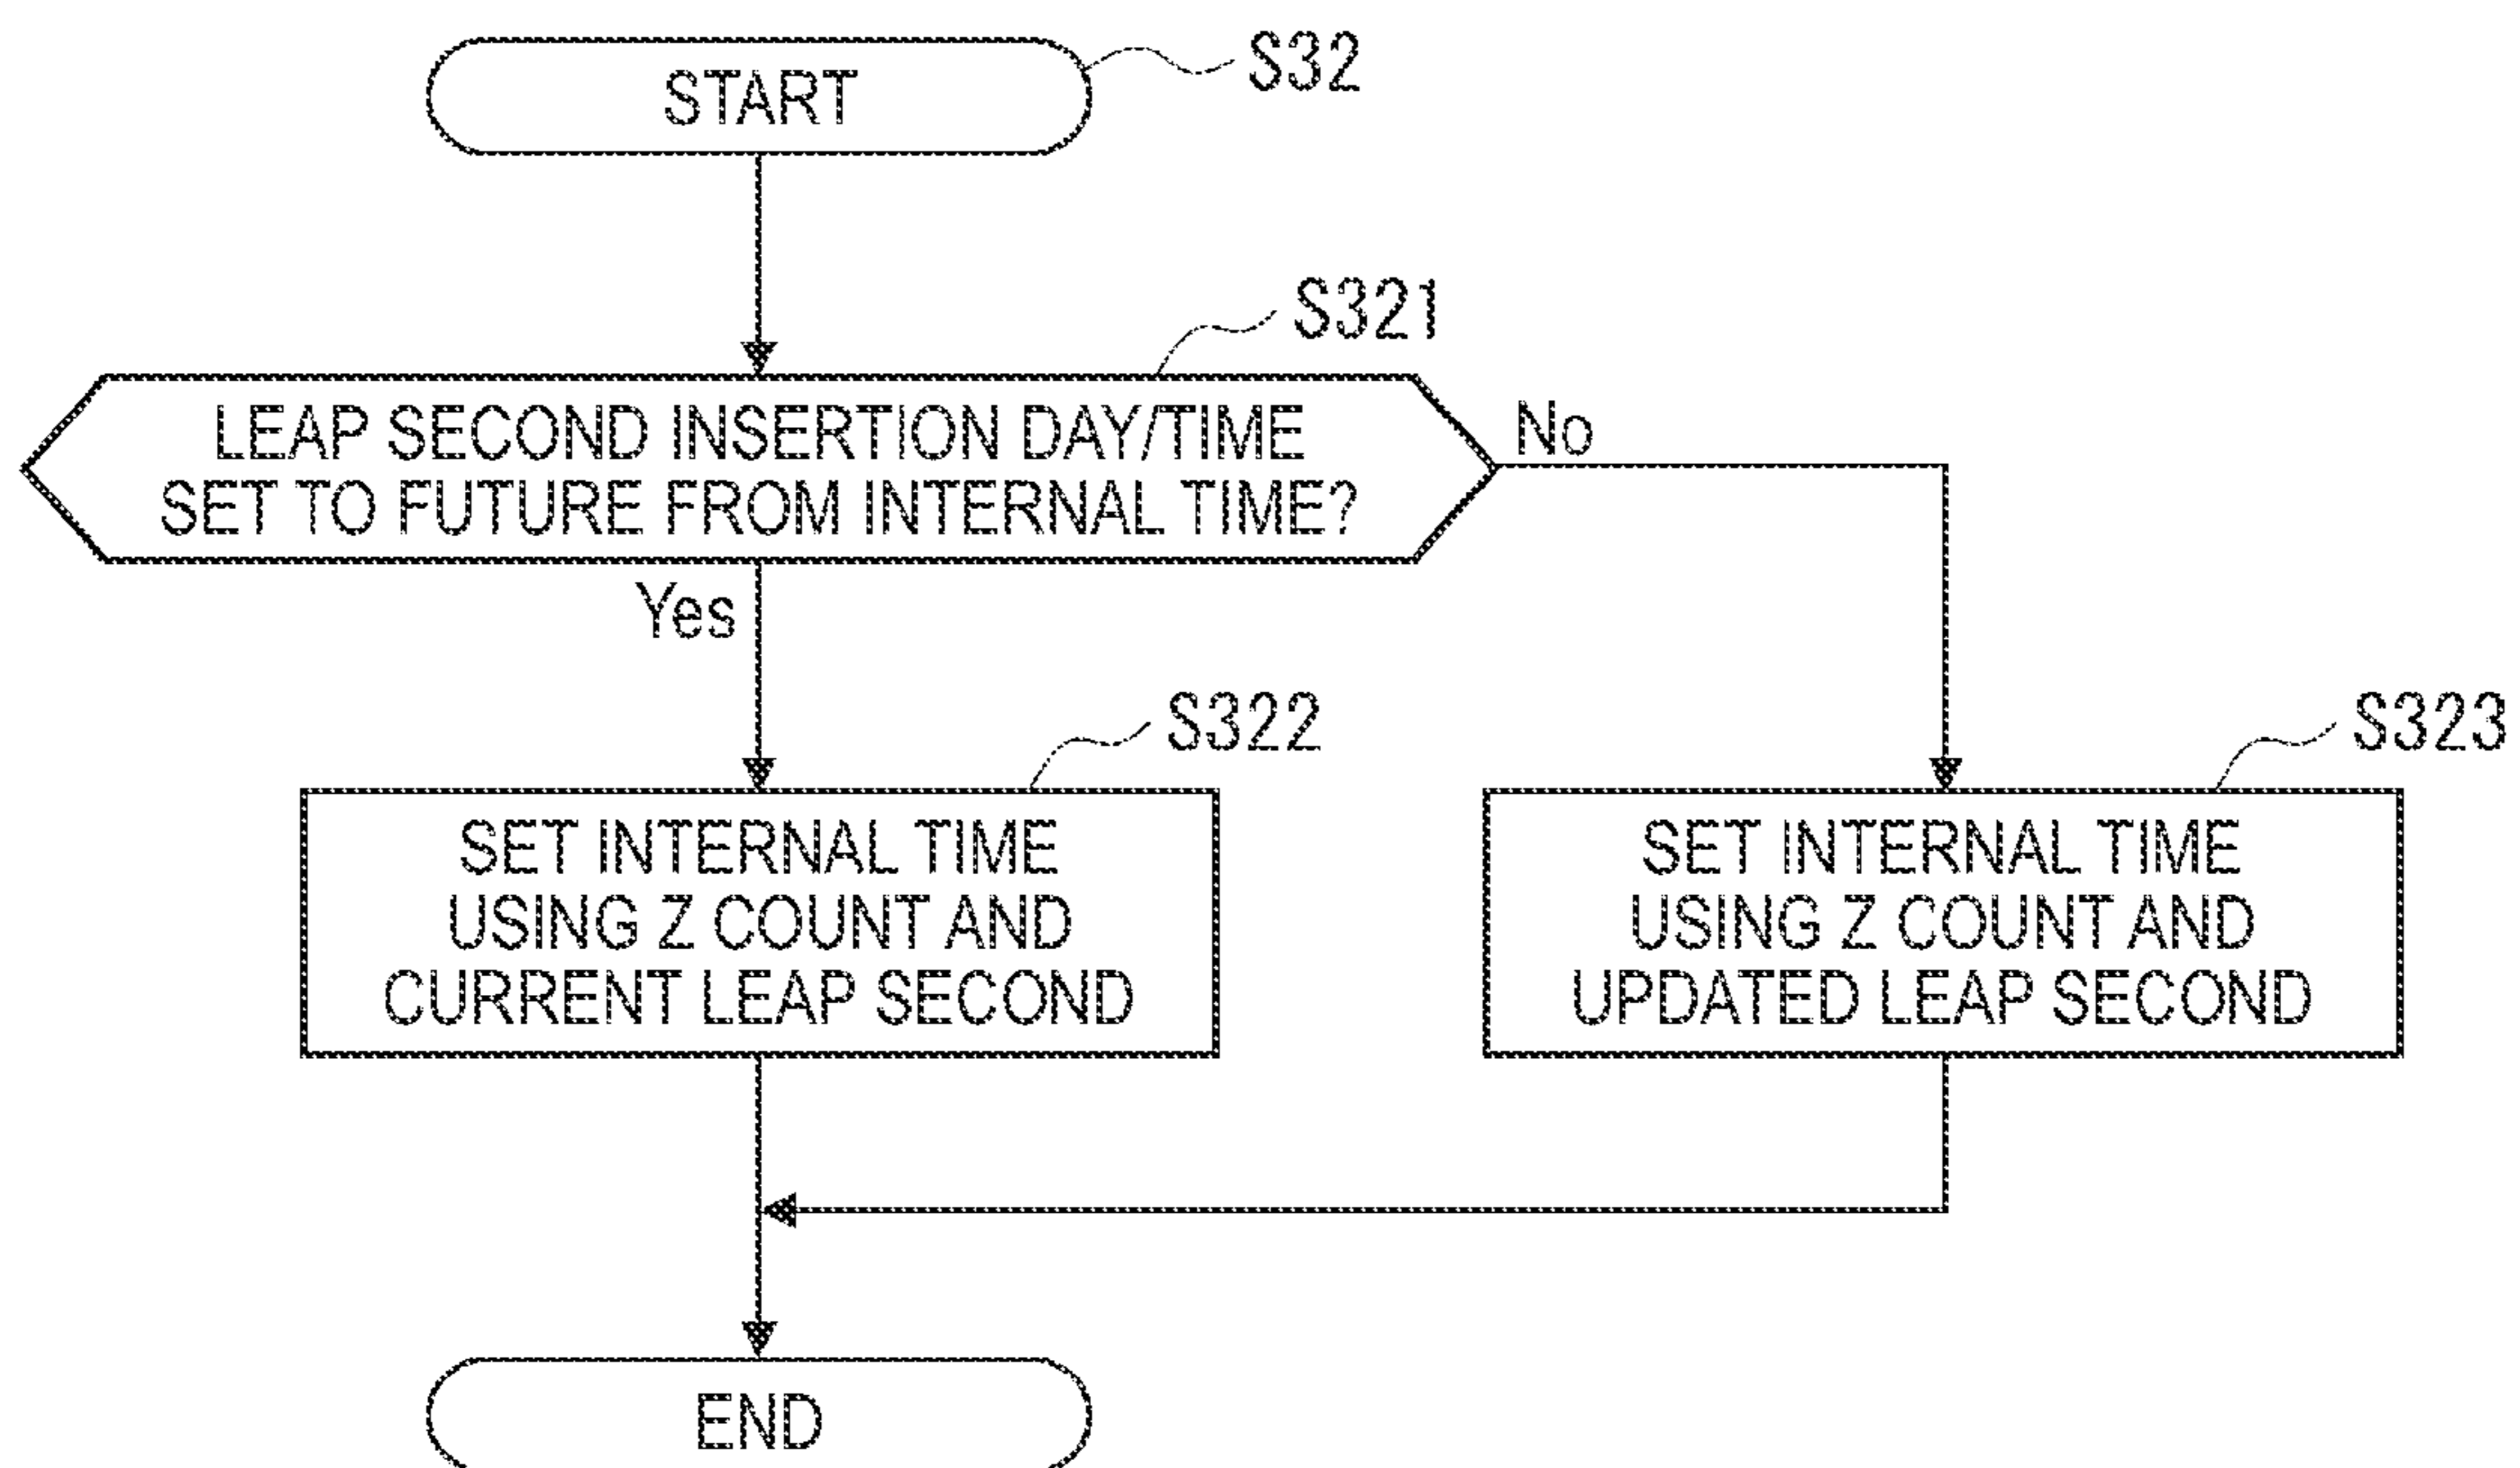 START
S32
S321
LEAP SECOND INSERTION DAY/TIME
SET TO FUTURE FROM INTERNAL TIME?
No
Yes
S322
SET INTERNAL TIME
USING Z COUNT AND
CURRENT LEAP SECOND
S323
SET INTERNAL TIME
USING Z COUNT AND
UPDATED LEAP SECOND
END